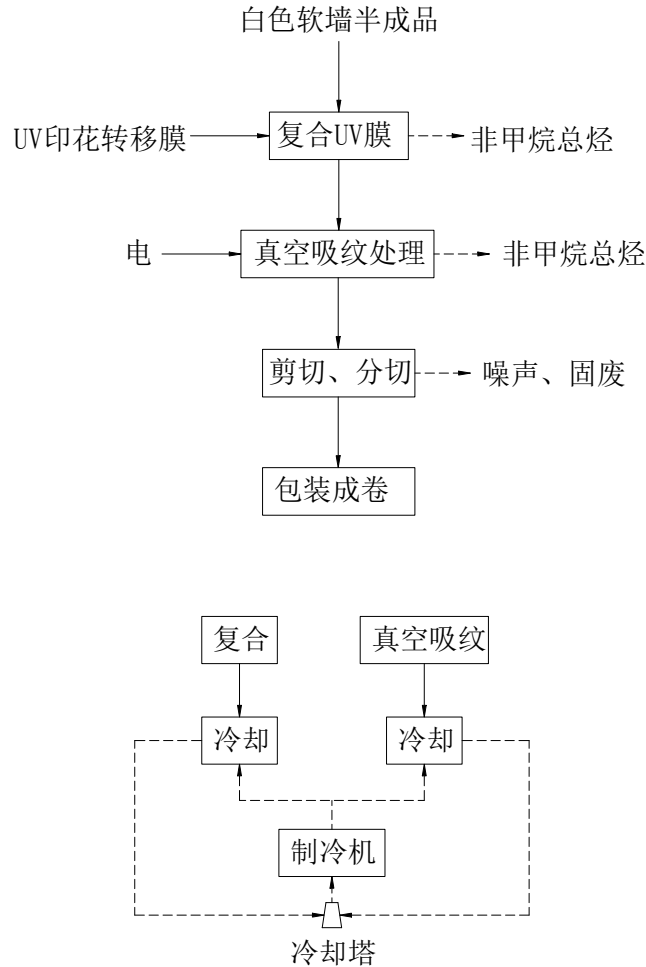 白色软墙半成品
UV印花转移膜
复合UV膜
非甲烷总烃
电
真空吸纹处理
非甲烷总烃
剪切、分切
噪声、固废
包装成卷
复合
真空吸纹
冷却
冷却
制冷机
冷却塔